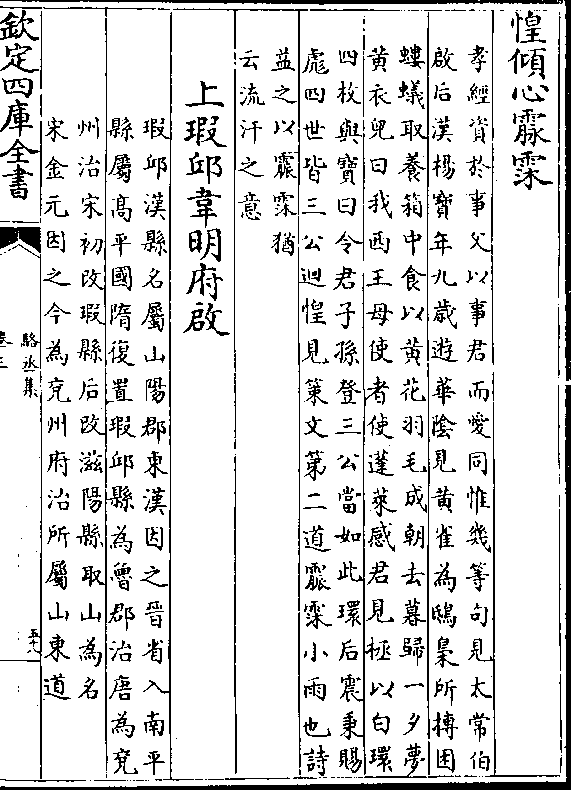 惶傾心霡霂
孝經資於事父以事君而愛同惟幾等句見太常伯
啟后漢楊寶年九歲遊華陰見黃雀為鴟梟所搏困
螻蟻取養箱中食以黃花羽毛成朝去暮歸一夕夢
黃衣兒曰我西王母使者使蓬萊感君見極以白環
四枚與寶曰令君子孫登三公當如此環后震秉賜
彪四世皆三公迴惶見策文第二道霡霂小雨也詩
益之以霡霂猶
云流汗之意
上瑕邱韋明府啟
瑕邱漢縣名屬山陽郡東漢因之晉省入南平
縣屬高平國隋復置瑕邱縣為魯郡治唐為兗
州治宋初改瑕縣后改滋陽縣取山為名
宋金元因之今為兗州府治所屬山東道
欽定四庫全書
駱丞集
卷三
五十八